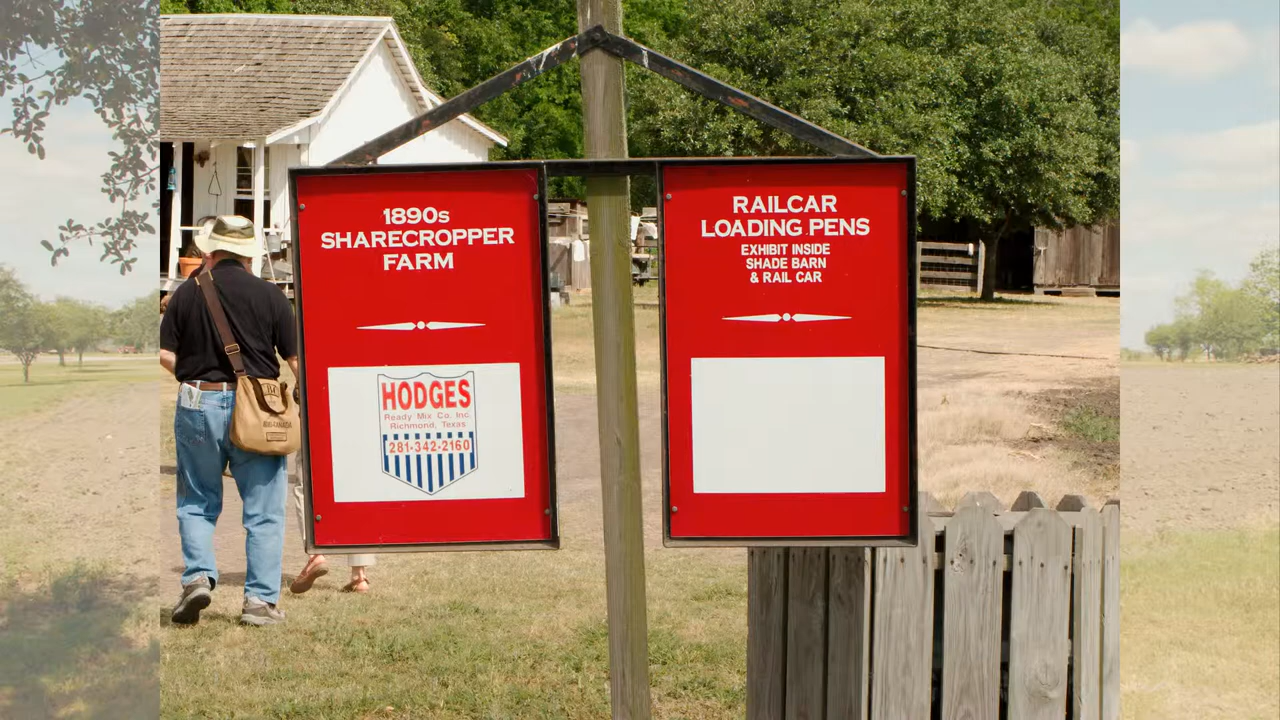 1890s
SHARECROPPER
FARM
HODGES
Ready Mix Co. Inc.
Richmond, Texas
281-342-2160
RAILCAR
LOADING PENS
EXHIBIT INSIDE
SHADE BARN
& RAIL CAR